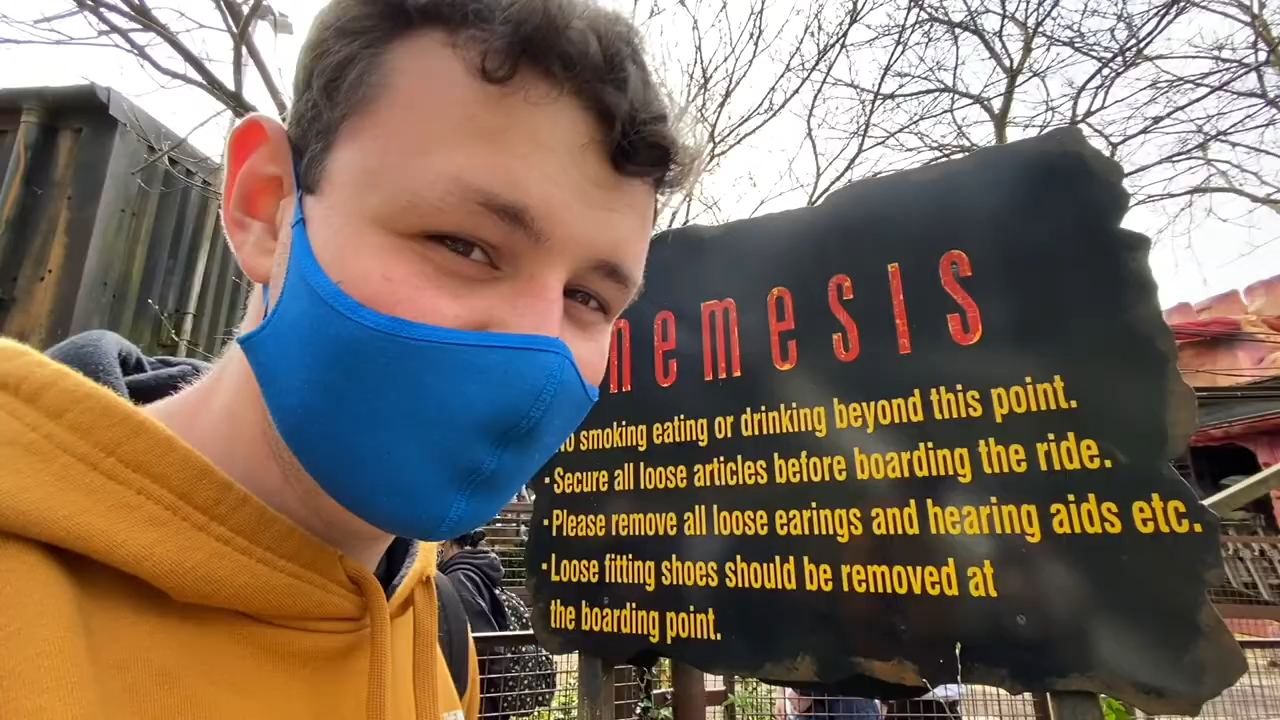 nemesis
No smoking eating or drinking beyond this point.
·Secure all loose articles before boarding the ride.
·Please remove all loose earings and hearing aids etc.
·Loose fitting shoes should be removed at
the boarding point.